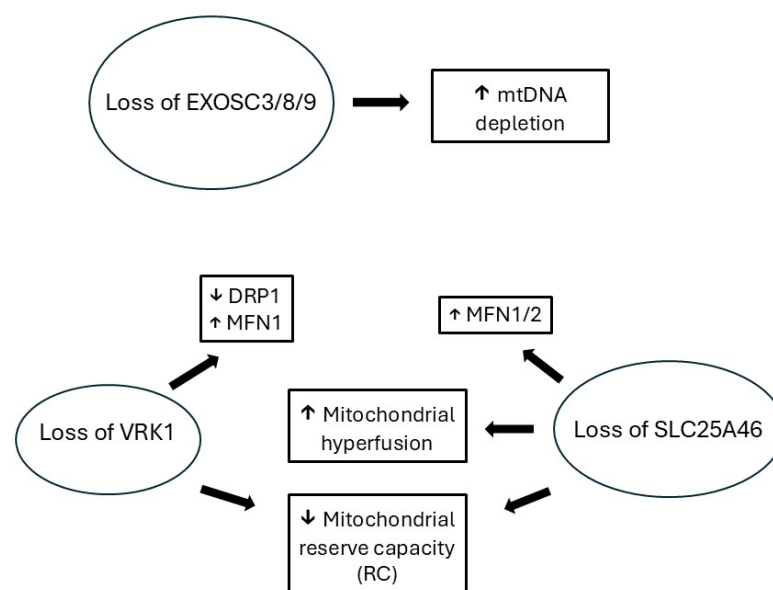 Loss of EXOSC3/8/9
↑ mtDNA
depletion
↓ DRP1
↑ MFN1
↑ MFN1/2
Loss of VRK1
↑ Mitochondrial
hyperfusion
Loss of SLC25A46
↓ Mitochondrial
reserve capacity
(RC)